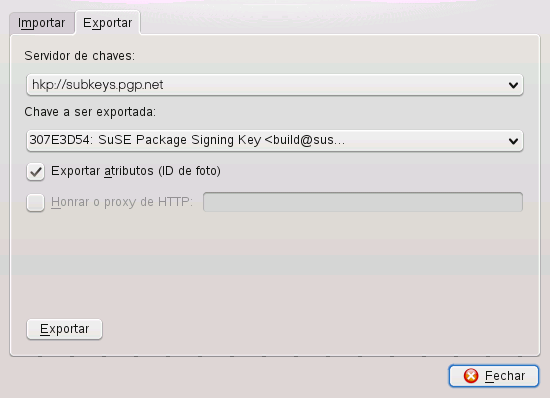 Importar Exportar
Servidor de chaves:
hkp://subkeys.pgp.net
Chave a ser exportada:
307E3D54: SuSE Package Signing Key <build@sus...
Exportar atributos (ID de foto)
Honrar o proxy de HTTP:
Exportar
Fechar